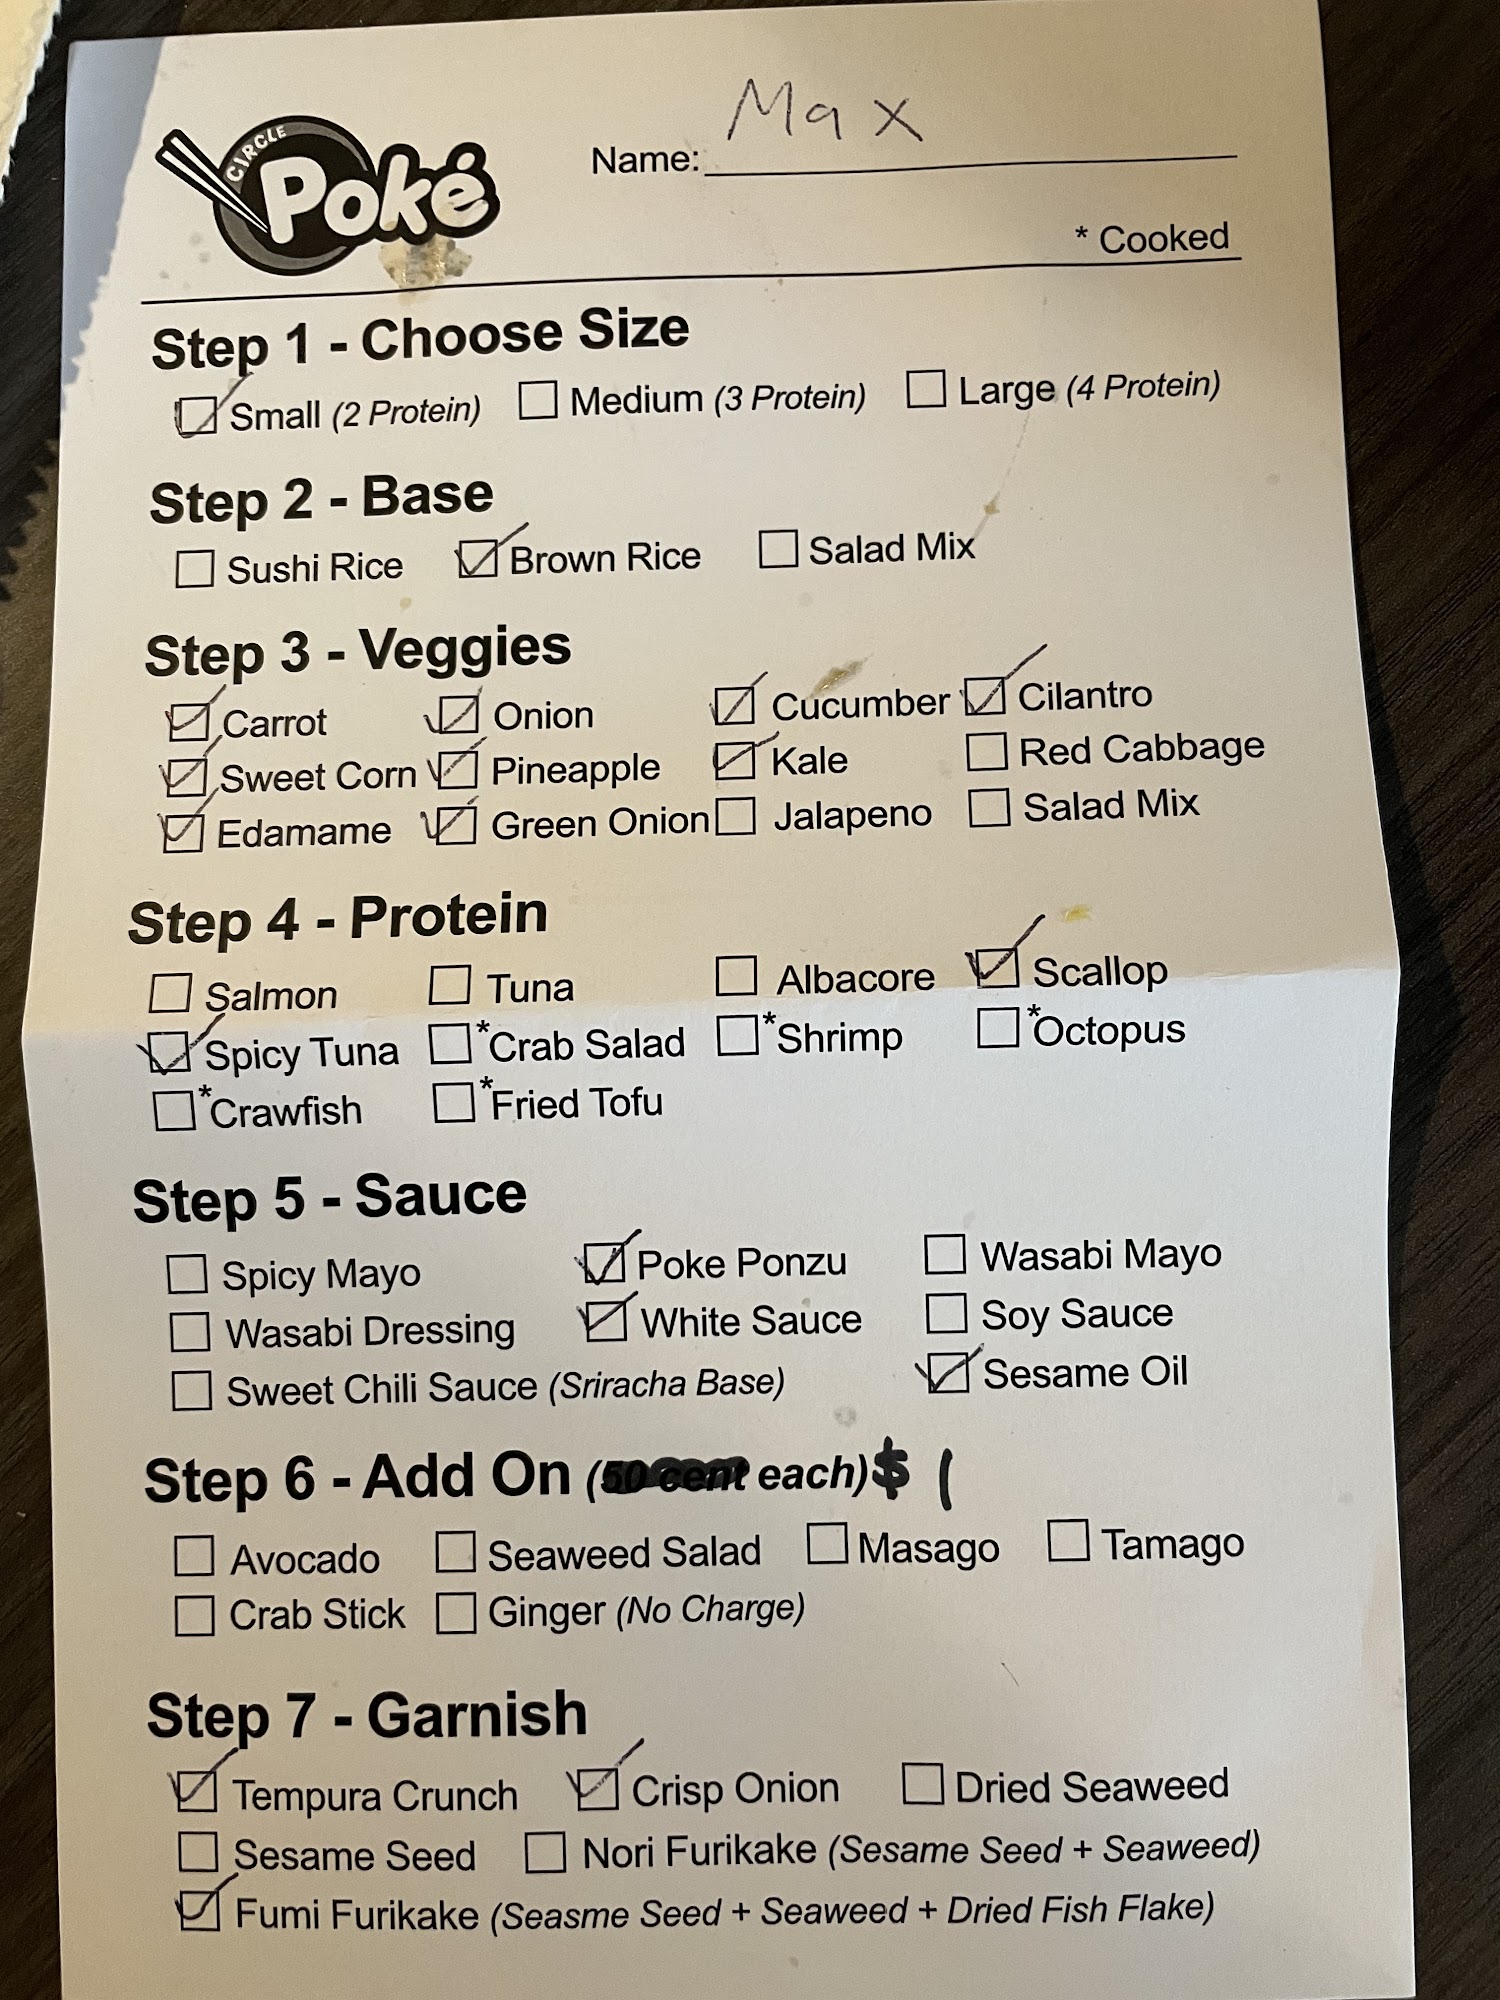 CIRCLE
Poké
Name: Max
* Cooked
Step 1 - Choose Size
Small (2 Protein) Medium (3 Protein) Large (4 Protein)
Step 2 - Base
Sushi Rice Brown Rice Salad Mix
Step 3 - Veggies
Carrot Onion Cucumber Cilantro
Sweet Corn Pineapple Kale Red Cabbage
Edamame Green Onion Jalapeno Salad Mix
Step 4 - Protein
Salmon Tuna Albacore Scallop
Spicy Tuna *Crab Salad *Shrimp *Octopus
*Crawfish *Fried Tofu
Step 5 - Sauce
Spicy Mayo Poke Ponzu Wasabi Mayo
Wasabi Dressing White Sauce Soy Sauce
Sweet Chili Sauce (Sriracha Base) Sesame Oil
Step 6 - Add On (50 cent each) $ 1
Avocado Seaweed Salad Masago Tamago
Crab Stick Ginger (No Charge)
Step 7 - Garnish
Tempura Crunch Crisp Onion Dried Seaweed
Sesame Seed Nori Furikake (Sesame Seed + Seaweed)
Fumi Furikake (Seasme Seed + Seaweed + Dried Fish Flake)